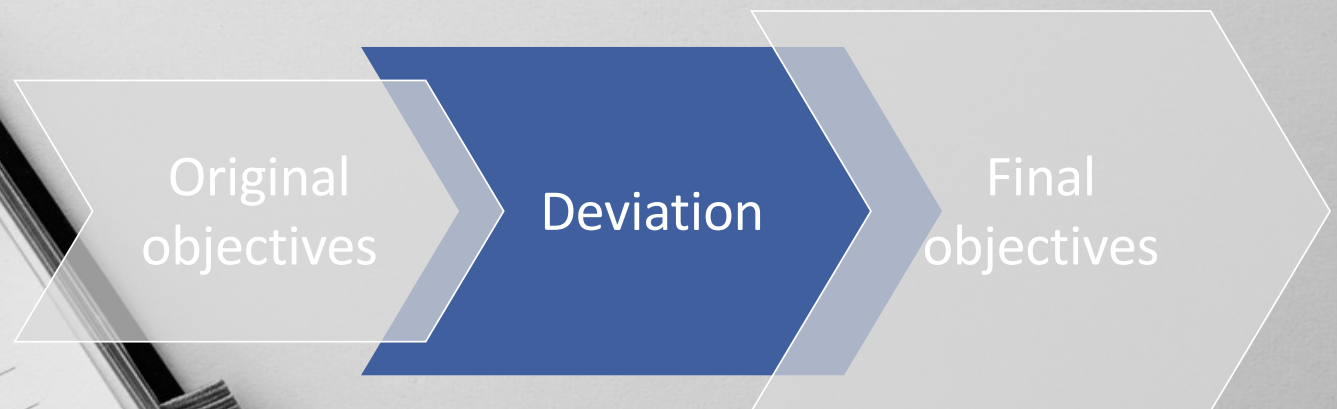 Original
objectives
Deviation
Final
objectives